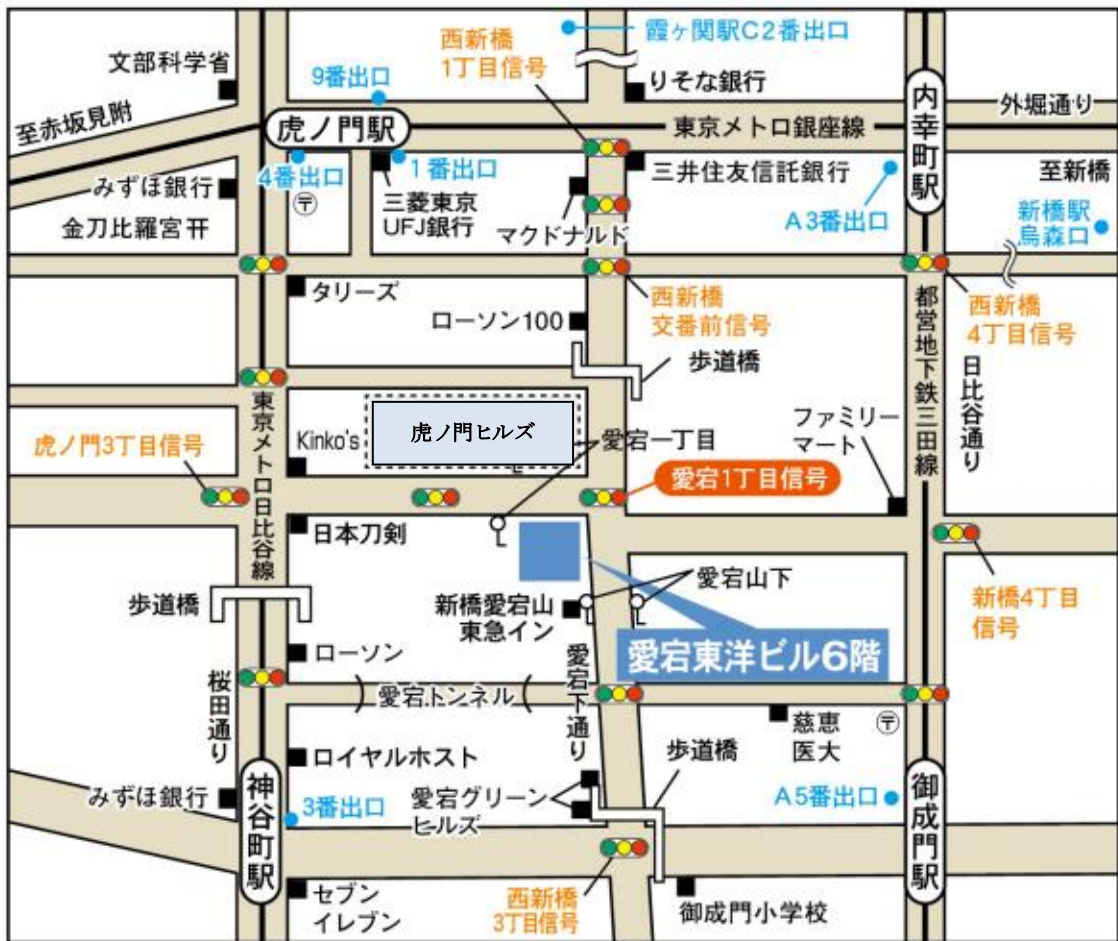 霞ヶ関駅C2番出口
西新橋
1丁目信号
文部科学省
9番出口
りそな銀行
内幸町駅
外堀通り
至赤坂見附
虎ノ門駅
東京メトロ銀座線
みずほ銀行
4番出口
〒
1番出口
三菱東京
UFJ銀行
三井住友信託銀行
至新橋
金刀比羅宮
マクドナルド
A3番出口
新橋駅
烏森口
タリーズ
西新橋
交番前信号
西新橋
4丁目信号
ローソン100
歩道橋
都営地下鉄三田線
日比谷通り
東京メトロ日比谷線
虎ノ門3丁目信号
Kinko's
虎ノ門ヒルズ
愛宕一丁目
ファミリー
マート
愛宕1丁目信号
日本刀剣
愛宕山下
歩道橋
新橋愛宕山
東急イン
新橋4丁目
信号
ローソン
愛宕東洋ビル6階
桜田通り
愛宕トンネル
愛宕下通り
慈恵
医大
〒
ロイヤルホスト
歩道橋
みずほ銀行
神谷町駅
3番出口
愛宕グリーン
ヒルズ
A5番出口
御成門駅
セブン
イレブン
西新橋
3丁目信号
御成門小学校